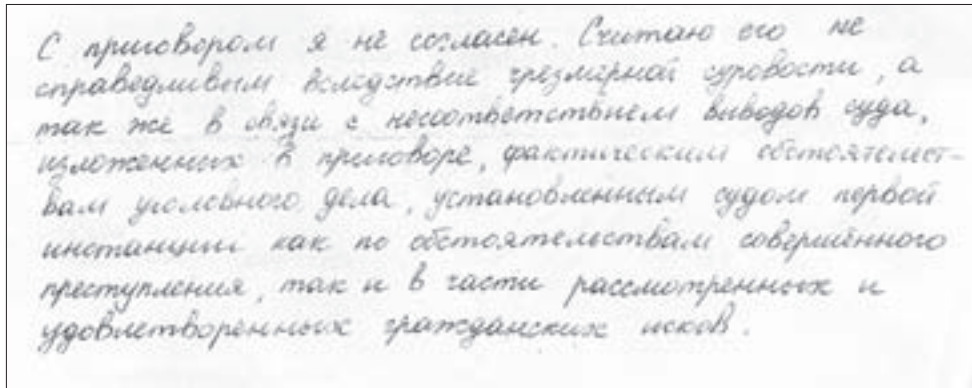 С приговором я не согласен. Считаю его не
справедливым вследствие чрезмерной суровости, а
так же в связи с несоответствием выводов суда,
изложенных в приговоре, фактическим обстоятельст-
вам уголовного дела, установленным судом первой
инстанции как по обстоятельствам совершённого
преступления, так и в части рассмотренных и
удовлетворенных гражданских исков.